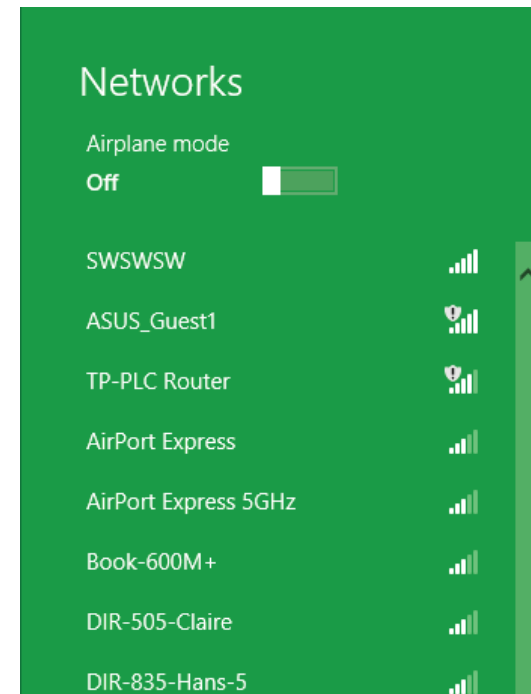 Networks
Airplane mode
Off
SWSWSW
ASUS_Guest1
TP-PLC Router
AirPort Express
AirPort Express 5GHz
Book-600M+
DIR-505-Claire
DIR-835-Hans-5